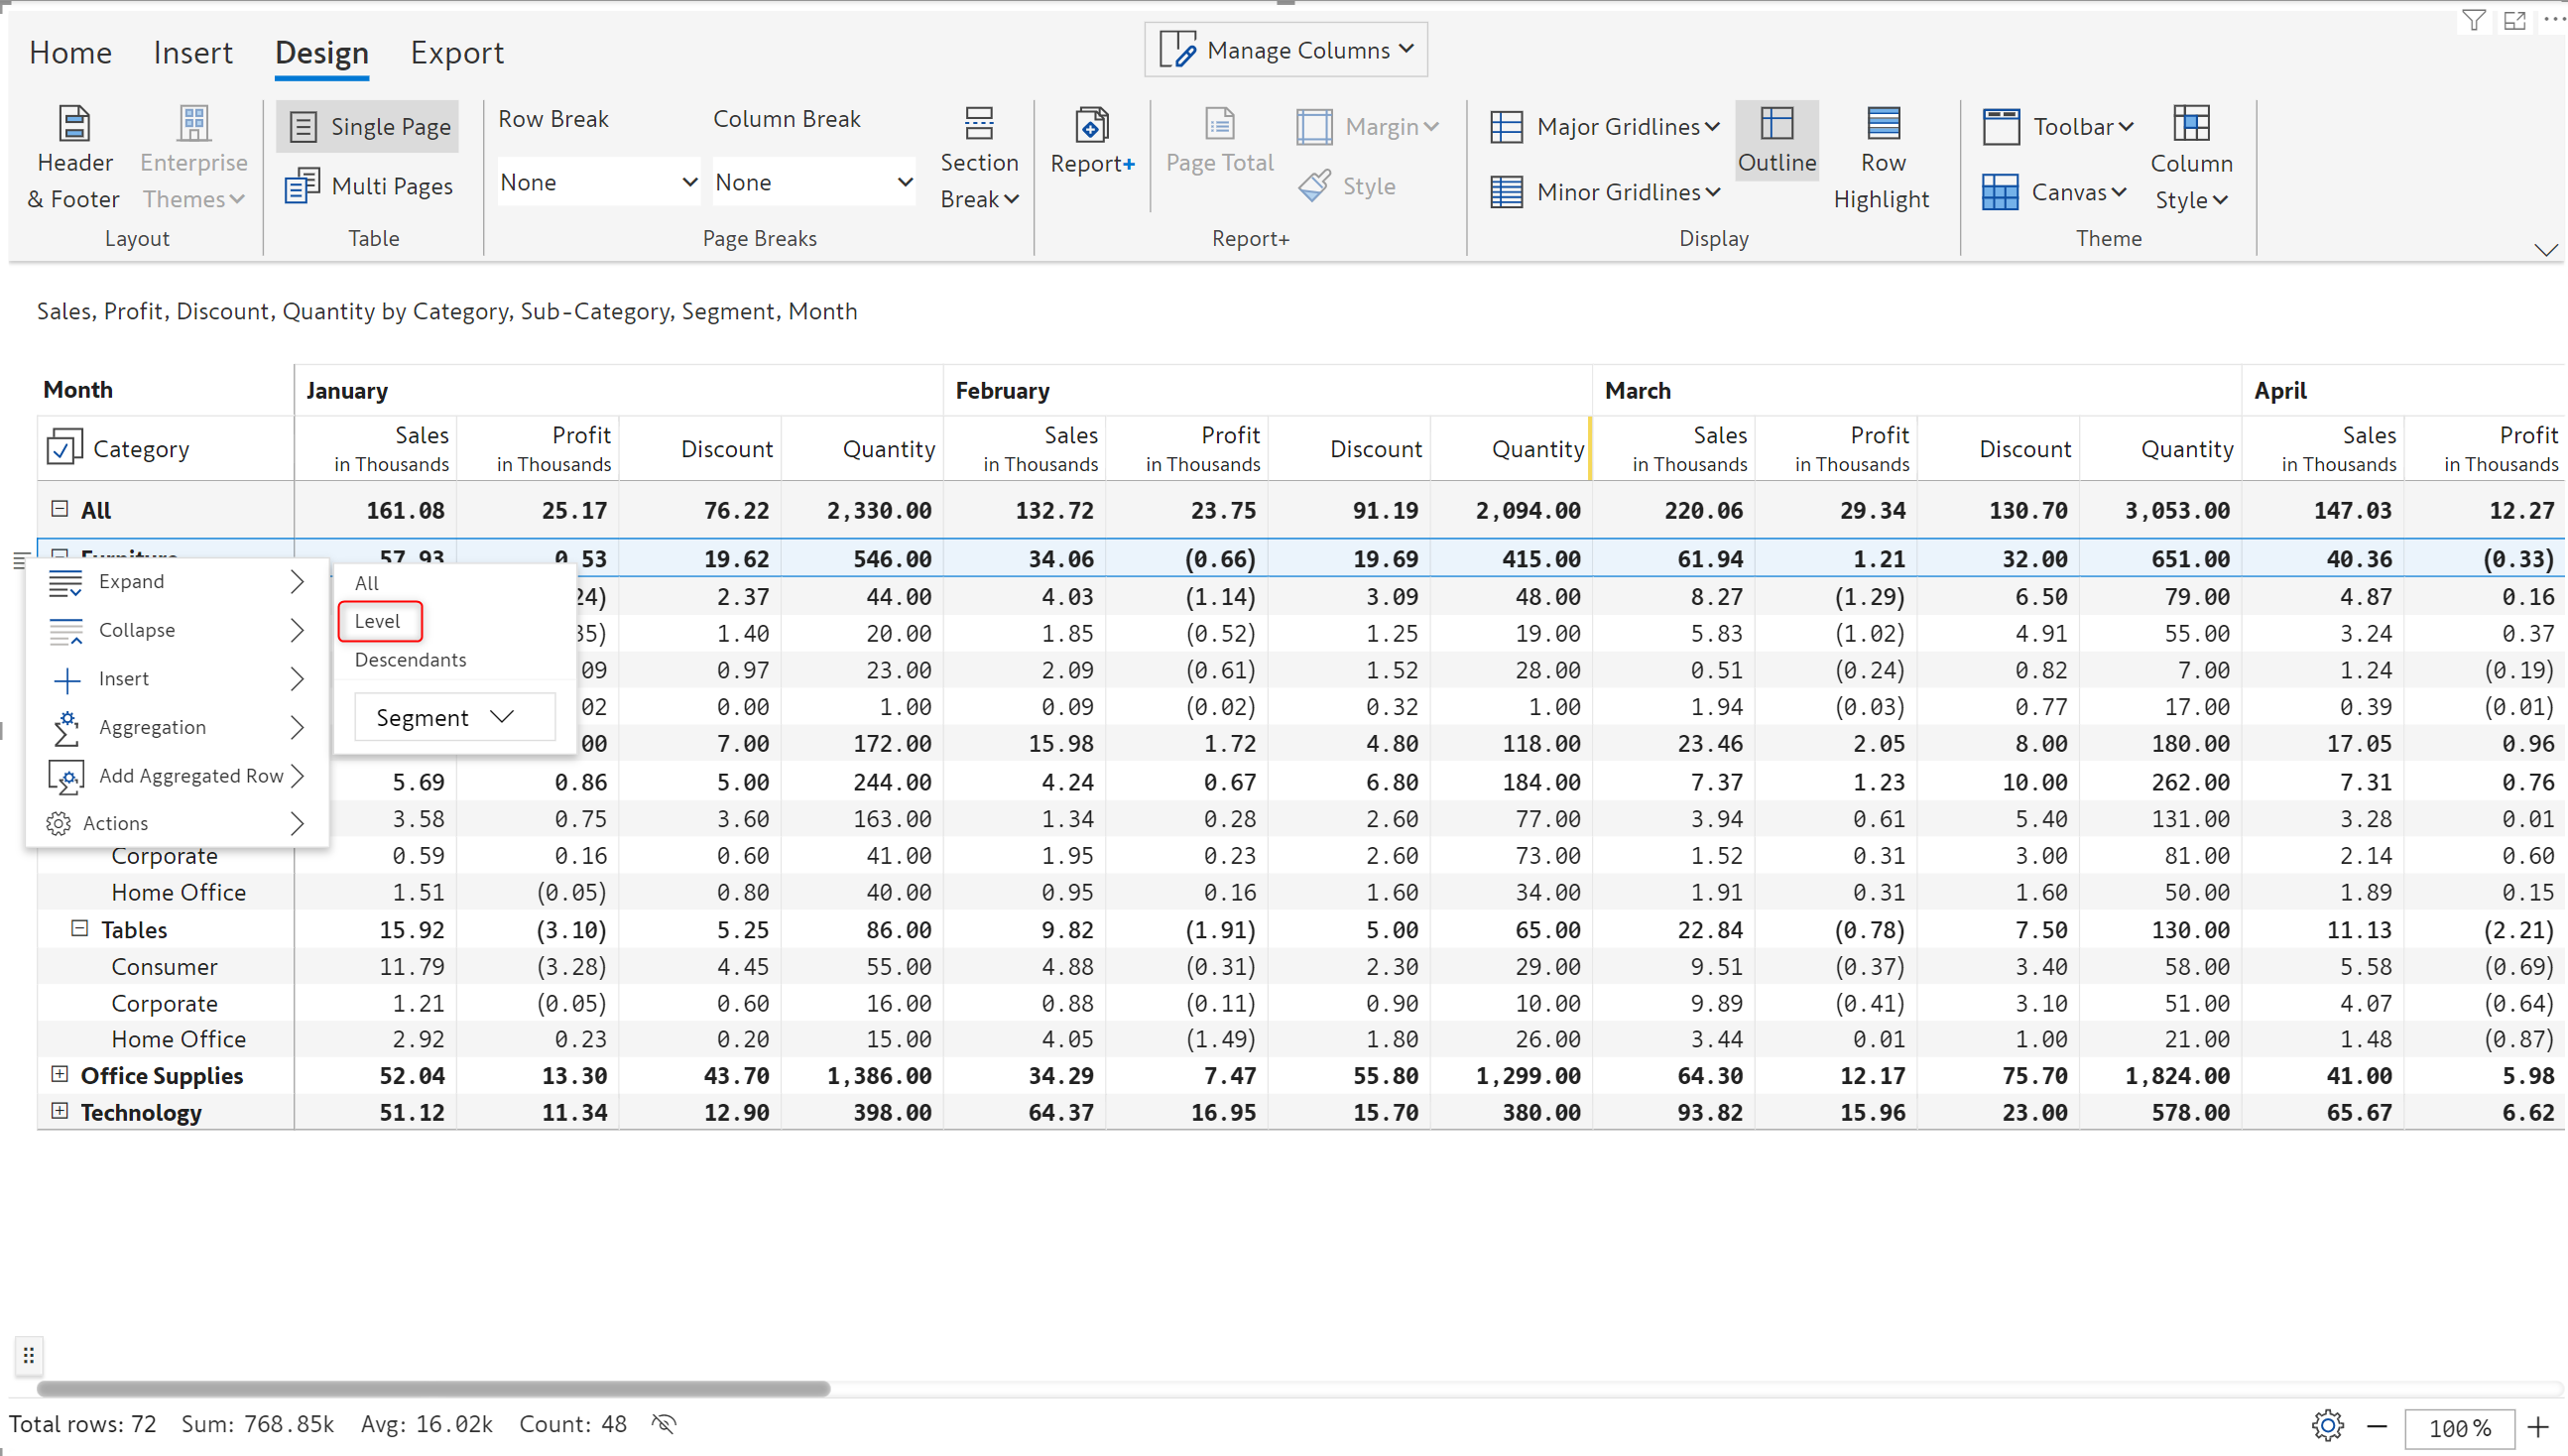 Home Insert Design Export Manage Columns
Header & Footer Enterprise Themes Layout
Single Page
Multi Pages
Table
Row Break Column Break
None None
Section Break
Page Breaks
Report+
Page Total Margin
Style
Report+
Major Gridlines
Minor Gridlines
Outline
Row Highlight
Display
Toolbar
Canvas
Column Style
Theme
Sales, Profit, Discount, Quantity by Category, Sub-Category, Segment, Month
Month January February March April
Category Sales in Thousands Profit in Thousands Discount Quantity Sales in Thousands Profit in Thousands Discount Quantity Sales in Thousands Profit in Thousands Discount Quantity Sales in Thousands Profit in Thousands
All 161.08 25.17 76.22 2,330.00 132.72 23.75 91.19 2,094.00 220.06 29.34 130.70 3,053.00 147.03 12.27
Furniture 57.93 0.53 19.62 546.00 34.06 (0.66) 19.69 415.00 61.94 1.21 32.00 651.00 40.36 (0.33)
24) 2.37 44.00 4.03 (1.14) 3.09 48.00 8.27 (1.29) 6.50 79.00 4.87 0.16
35) 1.40 20.00 1.85 (0.52) 1.25 19.00 5.83 (1.02) 4.91 55.00 3.24 0.37
09 0.97 23.00 2.09 (0.61) 1.52 28.00 0.51 (0.24) 0.82 7.00 1.24 (0.19)
02 0.00 1.00 0.09 (0.02) 0.32 1.00 1.94 (0.03) 0.77 17.00 0.39 (0.01)
00 7.00 172.00 15.98 1.72 4.80 118.00 23.46 2.05 8.00 180.00 17.05 0.96
5.69 0.86 5.00 244.00 4.24 0.67 6.80 184.00 7.37 1.23 10.00 262.00 7.31 0.76
3.58 0.75 3.60 163.00 1.34 0.28 2.60 77.00 3.94 0.61 5.40 131.00 3.28 0.01
Corporate 0.59 0.16 0.60 41.00 1.95 0.23 2.60 73.00 1.52 0.31 3.00 81.00 2.14 0.60
Home Office 1.51 (0.05) 0.80 40.00 0.95 0.16 1.60 34.00 1.91 0.31 1.60 50.00 1.89 0.15
Tables 15.92 (3.10) 5.25 86.00 9.82 (1.91) 5.00 65.00 22.84 (0.78) 7.50 130.00 11.13 (2.21)
Consumer 11.79 (3.28) 4.45 55.00 4.88 (0.31) 2.30 29.00 9.51 (0.37) 3.40 58.00 5.58 (0.69)
Corporate 1.21 (0.05) 0.60 16.00 0.88 (0.11) 0.90 10.00 9.89 (0.41) 3.10 51.00 4.07 (0.64)
Home Office 2.92 0.23 0.20 15.00 4.05 (1.49) 1.80 26.00 3.44 0.01 1.00 21.00 1.48 (0.87)
Office Supplies 52.04 13.30 43.70 1,386.00 34.29 7.47 55.80 1,299.00 64.30 12.17 75.70 1,824.00 41.00 5.98
Technology 51.12 11.34 12.90 398.00 64.37 16.95 15.70 380.00 93.82 15.96 23.00 578.00 65.67 6.62
Expand
Collapse
Insert
Aggregation
Add Aggregated Row
Actions
All
Level
Descendants
Segment
Total rows: 72 Sum: 768.85k Avg: 16.02k Count: 48 100%